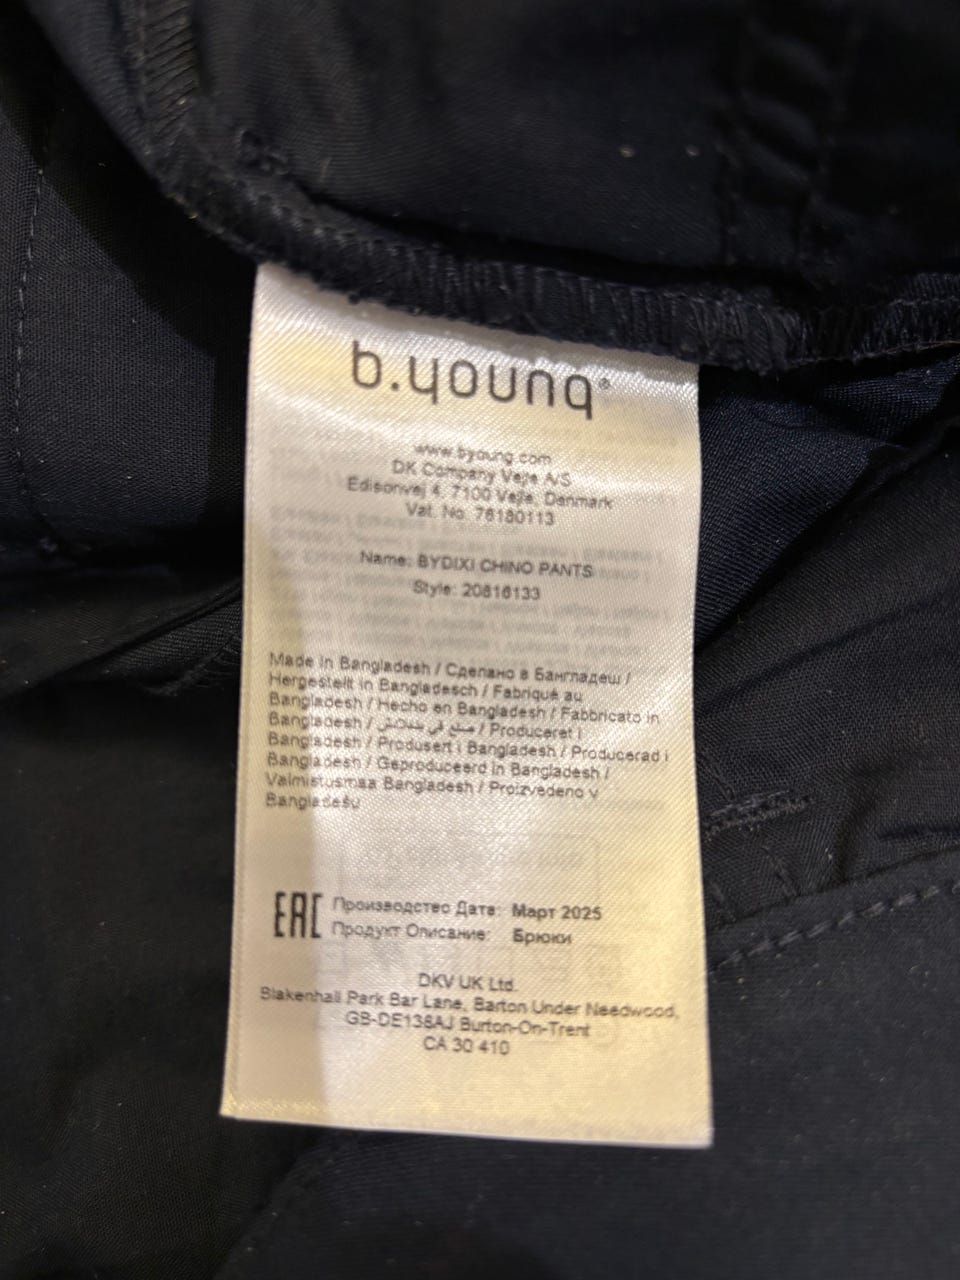 b.young®
www.byoung.com
DK Company Vejle A/S
Edisonvej 4, 7100 Vejle, Denmark
Vat. No. 76180113
Name: BYDIXI CHINO PANTS
Style: 20816133
Made in Bangladesh / Сделано в Бангладеш /
Hergestellt in Bangladesch / Fabriqué au
Bangladesh / Hecho en Bangladesh / Fabbricato in
Bangladesh / صنع في بنغلادش / Produceret i
Bangladesh / Produsert i Bangladesh / Producerad i
Bangladesh / Geproduceerd in Bangladesh /
Valmistusmaa Bangladesh / Proizvedeno v
Bangladešu
EAC Производство Дата: Март 2025
Продукт Описание: Брюки
DKV UK Ltd.
Blakenhall Park Bar Lane, Barton Under Needwood,
GB-DE138AJ Burton-On-Trent
CA 30 410